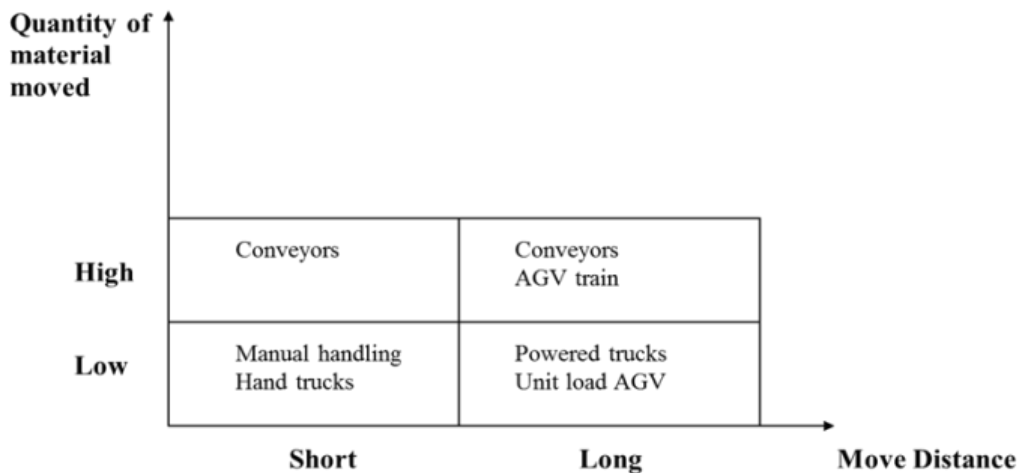 Quantity of
material
moved
High
Conveyors
Conveyors
AGV train
Low
Manual handling
Hand trucks
Powered trucks
Unit load AGV
Short
Long
Move Distance